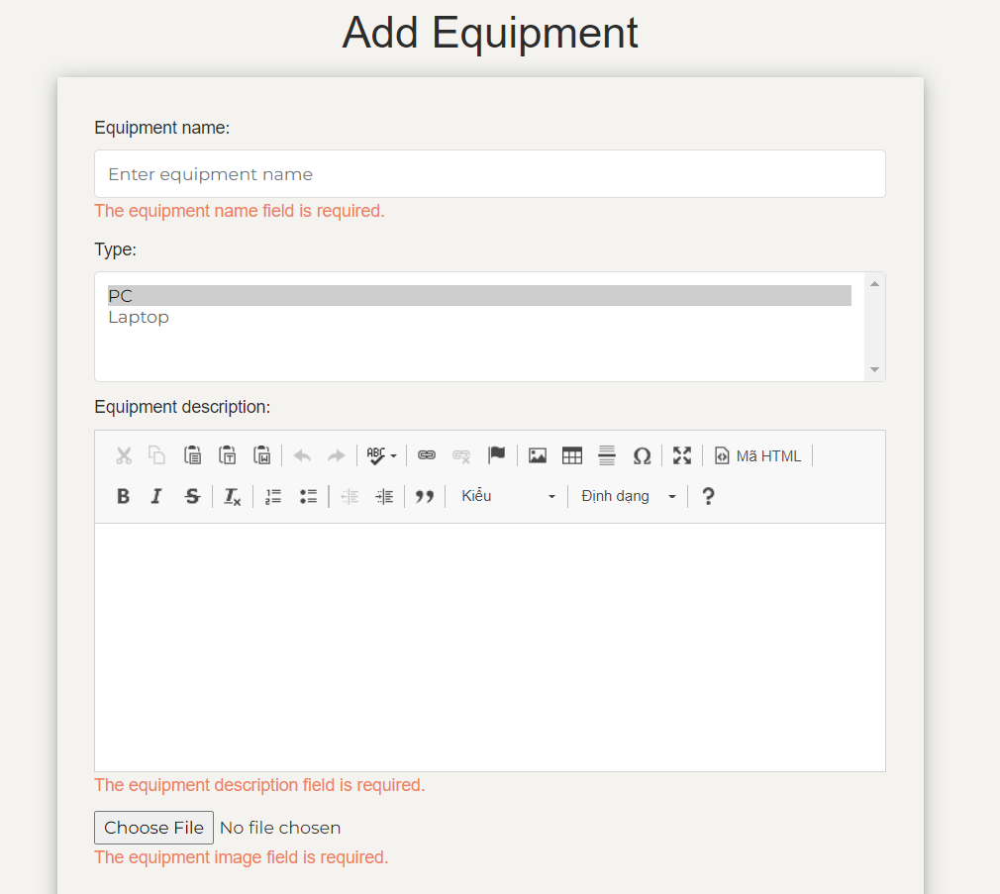 Add Equipment
Equipment name:
Enter equipment name
The equipment name field is required.
Type:
PC
Laptop
Equipment description:
ABC
Mã HTML
B I S Tx Kiểu Định dạng ?
The equipment description field is required.
Choose File No file chosen
The equipment image field is required.